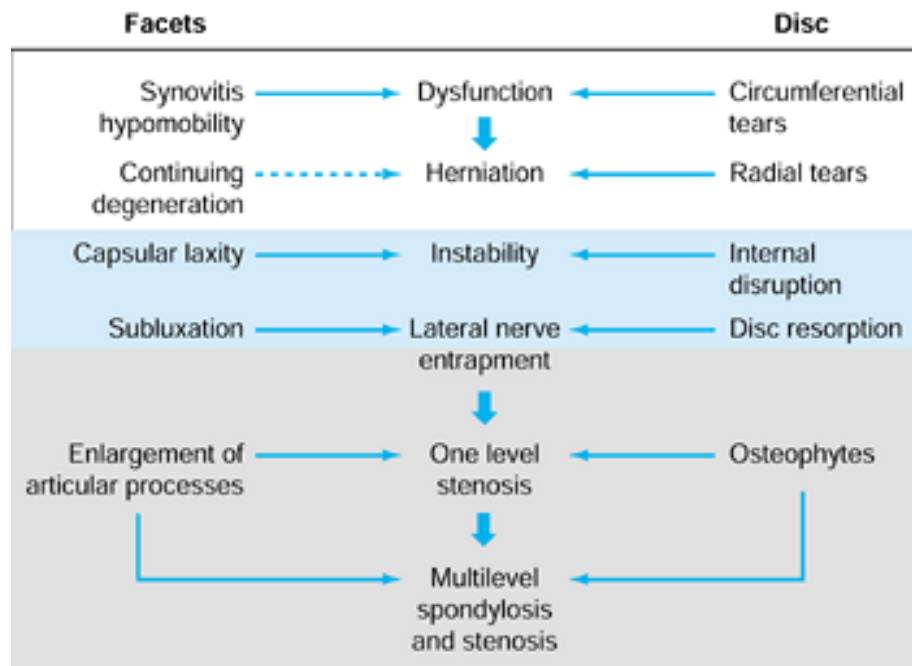 Facets
Disc
Synovitis
hypomobility
Dysfunction
Circumferential
tears
Continuing
degeneration
Herniation
Radial tears
Capsular laxity
Instability
Internal
disruption
Subluxation
Lateral nerve
entrapment
Disc resorption
Enlargement of
articular processes
One level
stenosis
Osteophytes
Multilevel
spondylosis
and stenosis